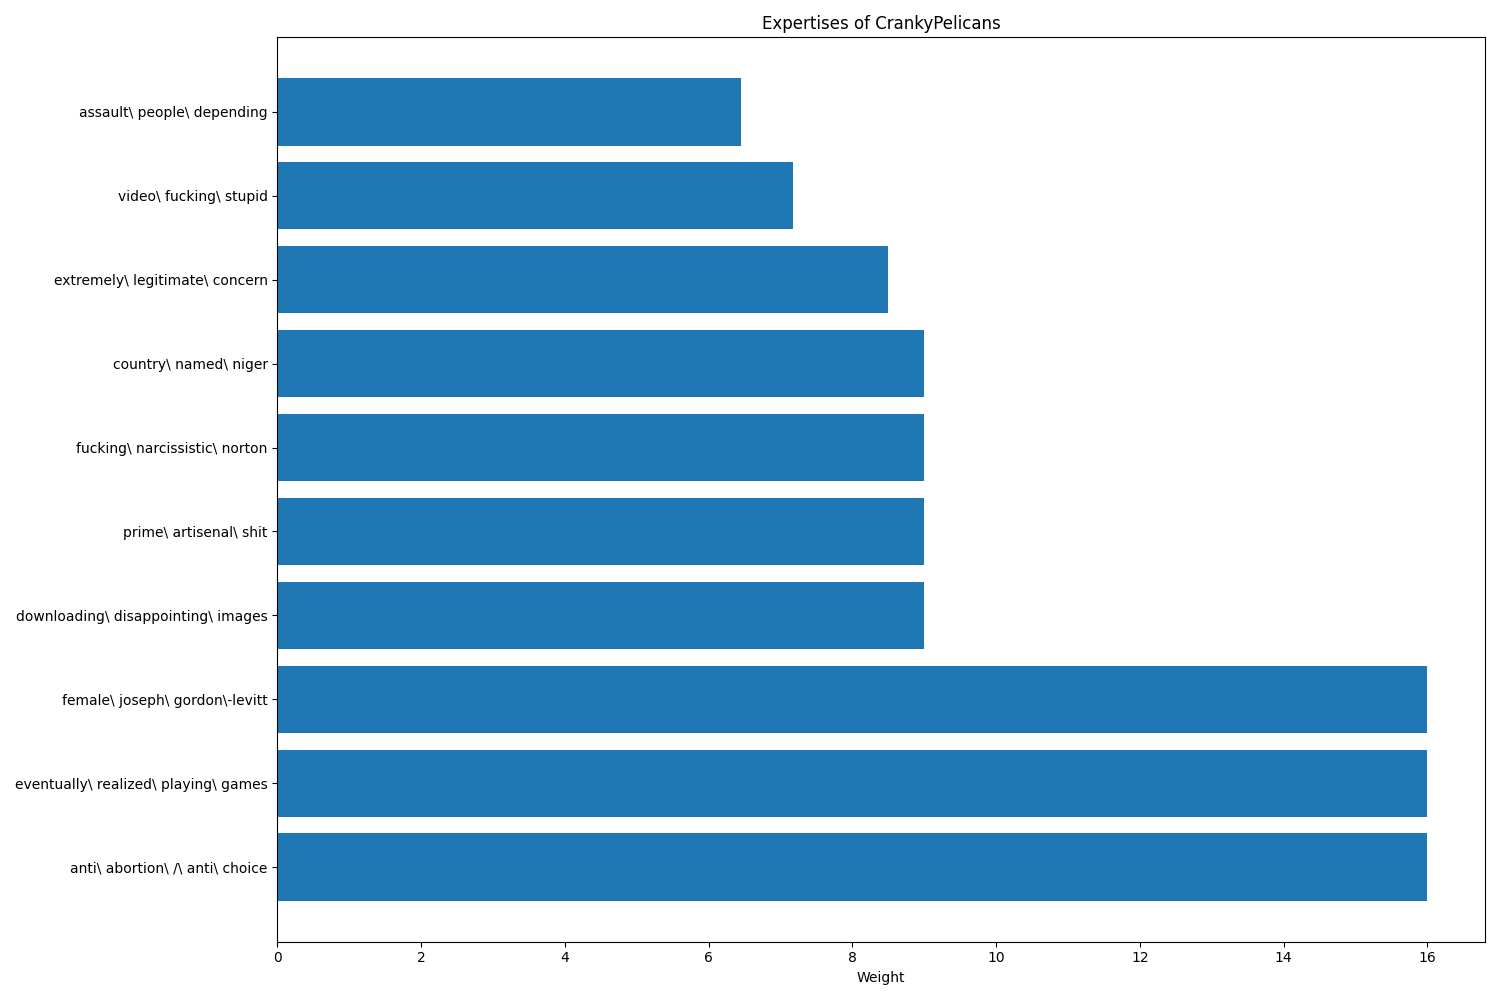 Expertises of CrankyPelicans
assault\ people\ depending
video\ fucking\ stupid
extremely\ legitimate\ concern
country\ named\ niger
fucking\ narcissistic\ norton
prime\ artisenal\ shit
downloading\ disappointing\ images
female\ joseph\ gordon\-levitt
eventually\ realized\ playing\ games
anti\ abortion\ /\ anti\ choice
0 2 4 6 8 10 12 14 16
Weight